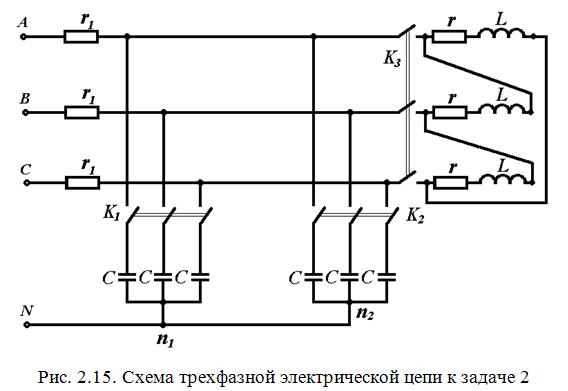 A r₁ K₃ r L
B r₁ r L
C r₁ r L
K₁ K₂
C C C C C C
N n₁ n₂
Рис. 2.15. Схема трехфазной электрической цепи к задаче 2